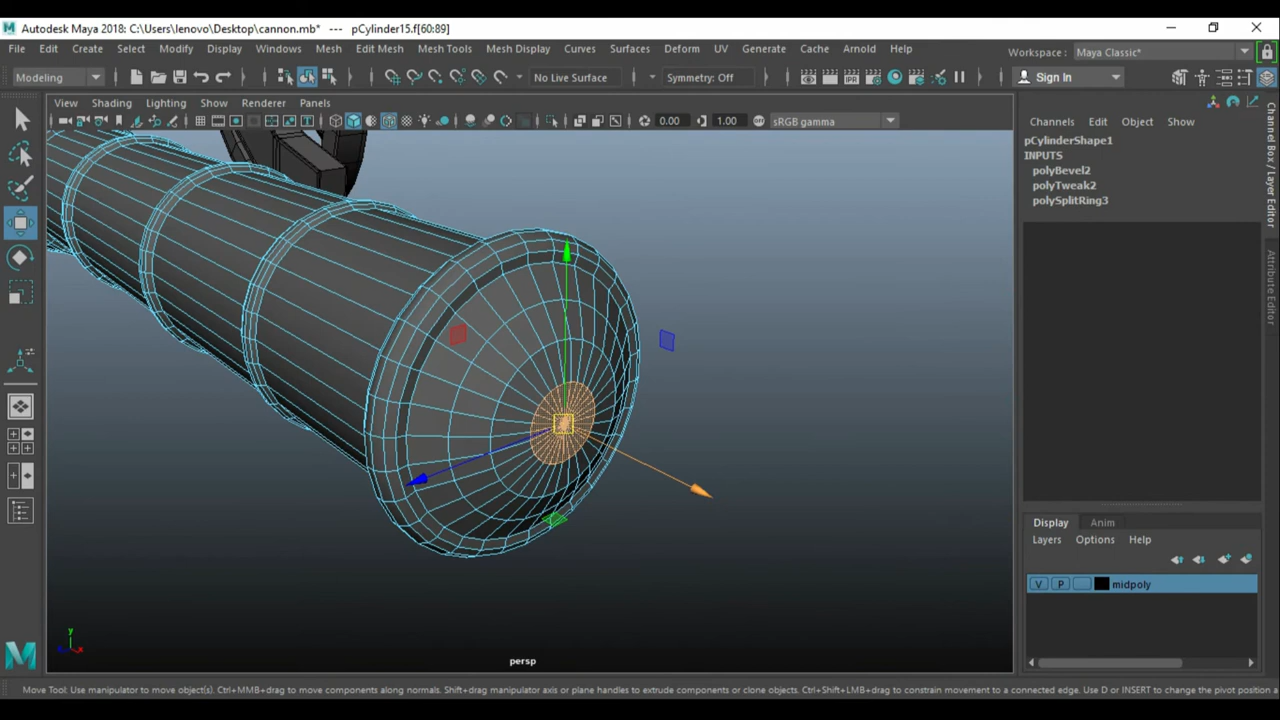 Autodesk Maya 2018: C:\Users\lenovo\Desktop\cannon.mb* --- pCylinder15.f[60:89]
File Edit Create Select Modify Display Windows Mesh Edit Mesh Mesh Tools Mesh Display Curves Surfaces Deform UV Generate Cache Arnold Help
Workspace : Maya Classic*
Modeling No Live Surface Symmetry: Off Sign In
View Shading Lighting Show Renderer Panels
0.00 1.00 sRGB gamma
Channels Edit Object Show
pCylinderShape1
INPUTS
polyBevel2
polyTweak2
polySplitRing3
Channel Box / Layer Editor
Attribute Editor
Display Anim
Layers Options Help
V P midpoly
y
persp
Move Tool: Use manipulator to move object(s). Ctrl+MMB+drag to move components along normals. Shift+drag manipulator axis or plane handles to extrude components or clone objects. Ctrl+Shift+LMB+drag to constrain movement to a connected edge. Use D or INSERT to change the pivot position a